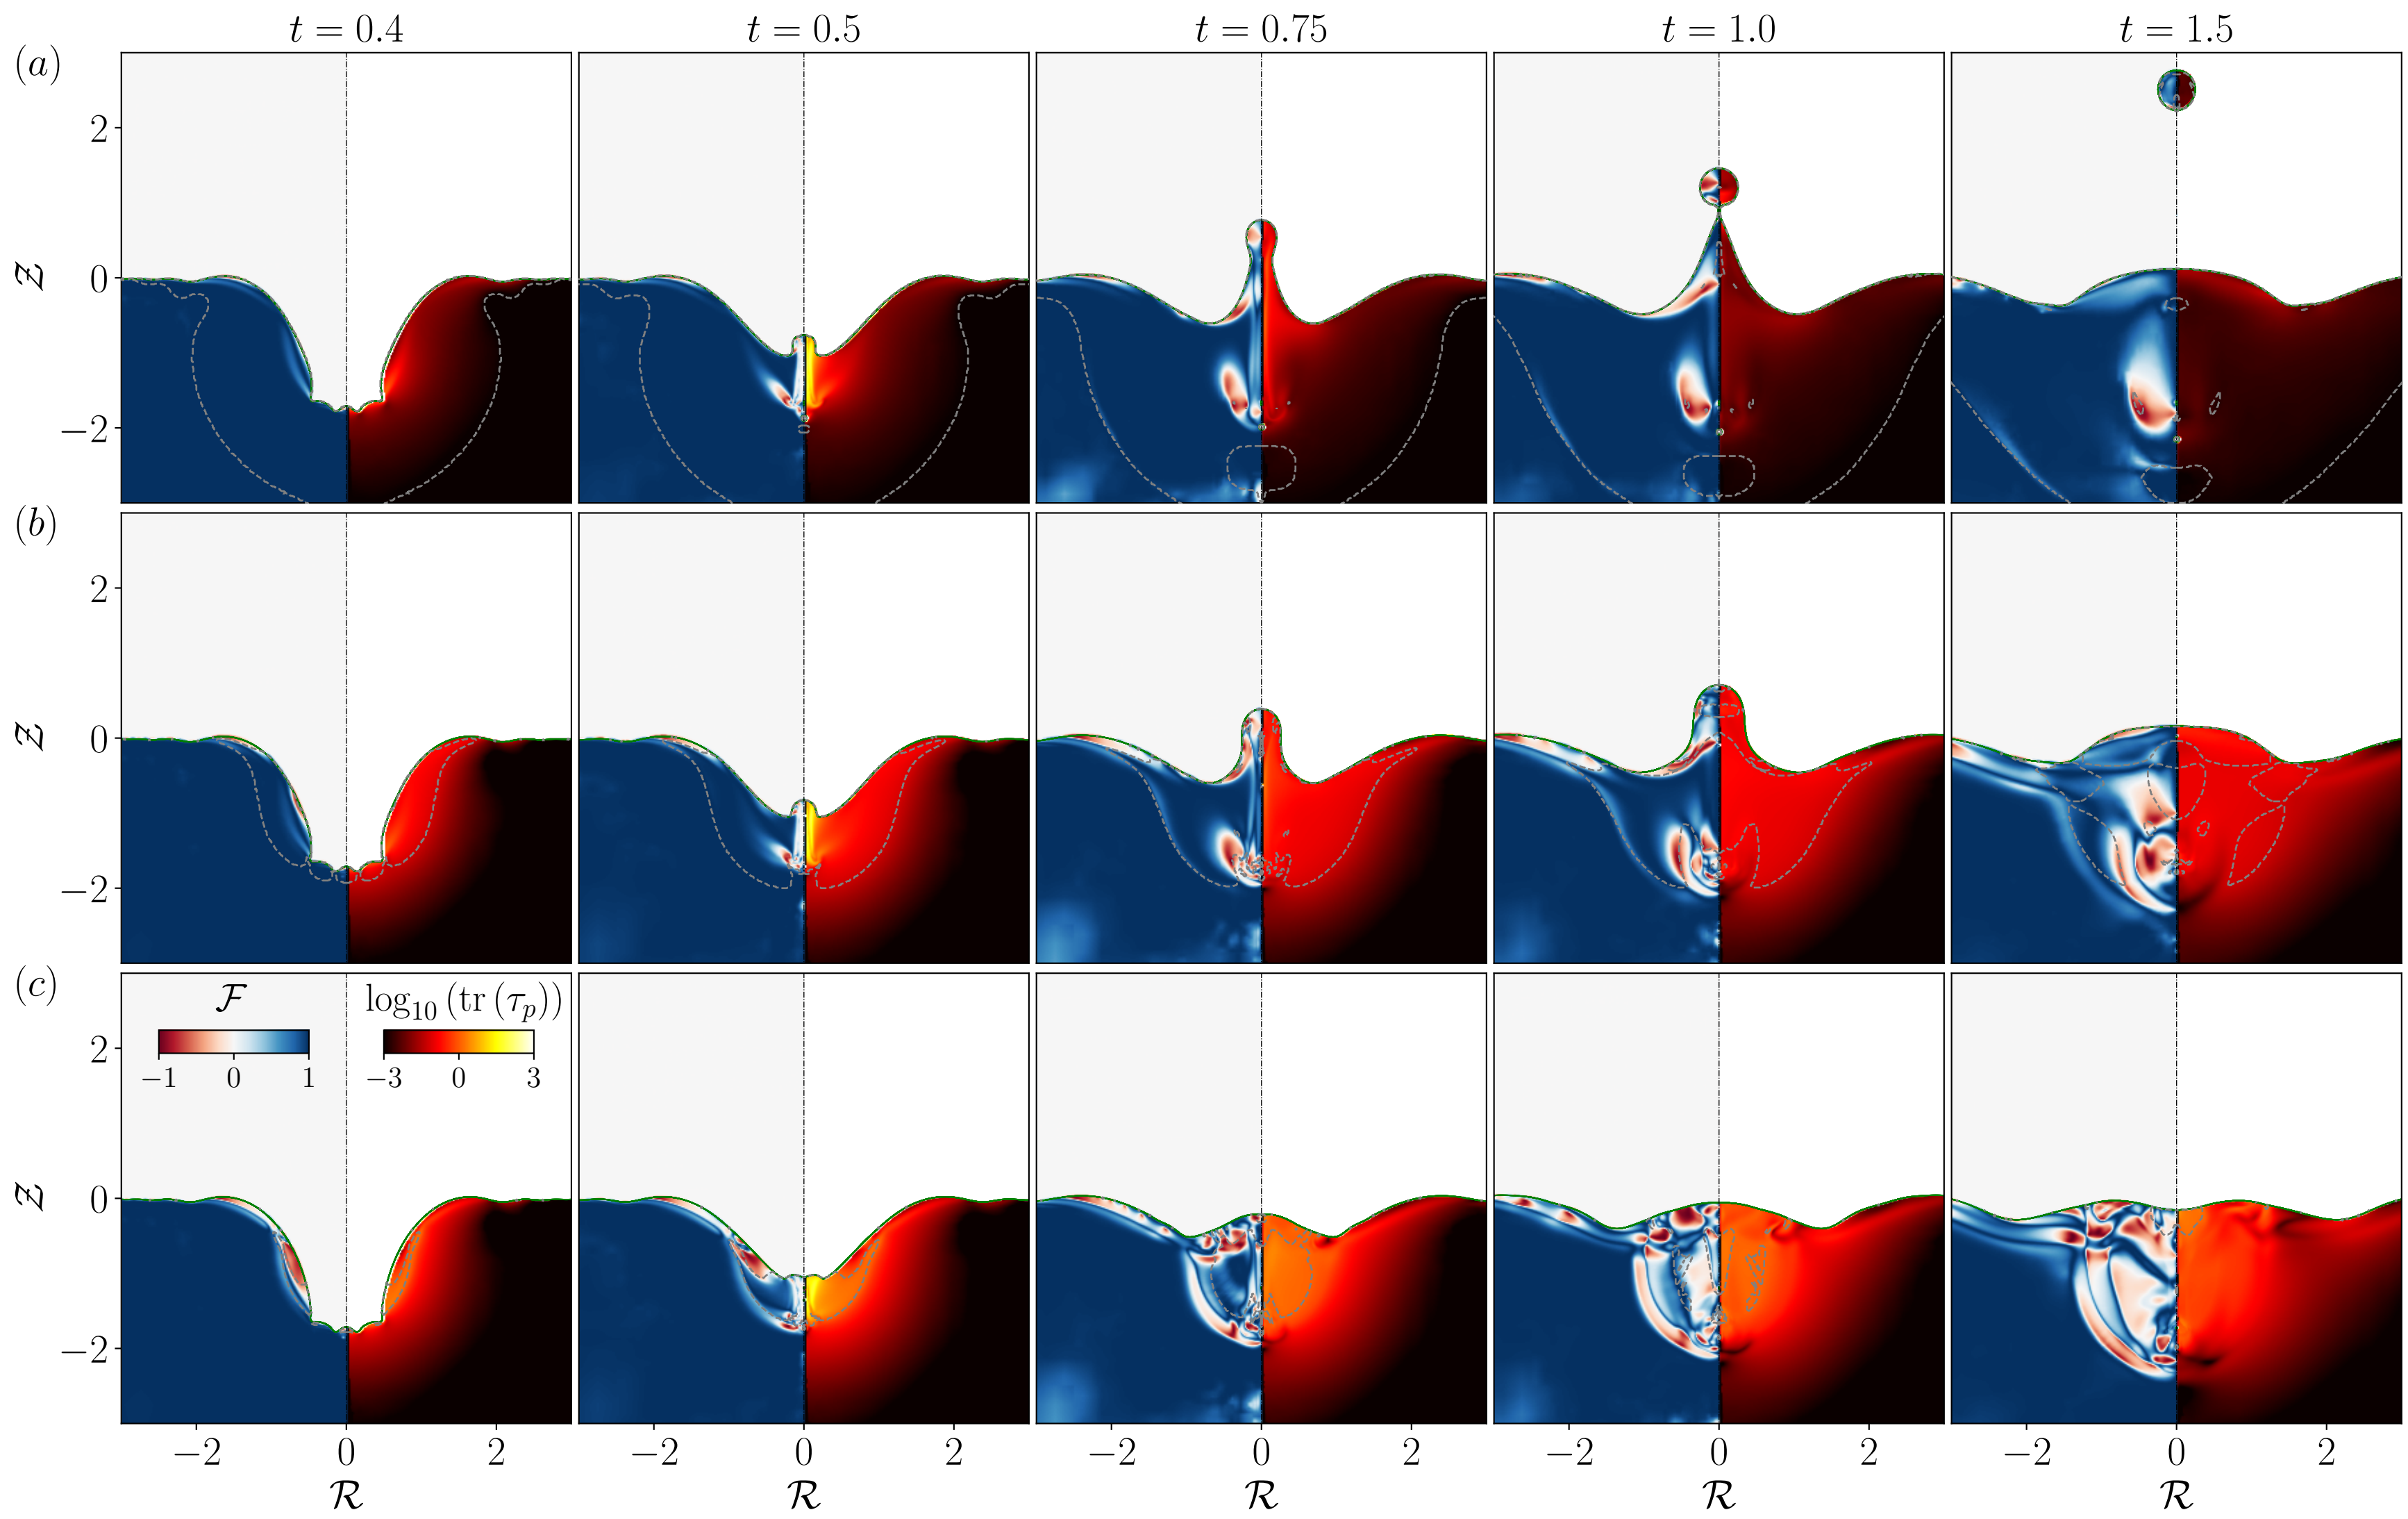 t = 0.4 t = 0.5 t = 0.75 t = 1.0 t = 1.5
(a)
2
0
−2
𝒵
(b)
2
0
−2
𝒵
(c)
ℱ log₁₀ (tr (τₚ))
−1 0 1 −3 0 3
2
0
−2
𝒵
−2 0 2 −2 0 2 −2 0 2 −2 0 2 −2 0 2
ℛ ℛ ℛ ℛ ℛ